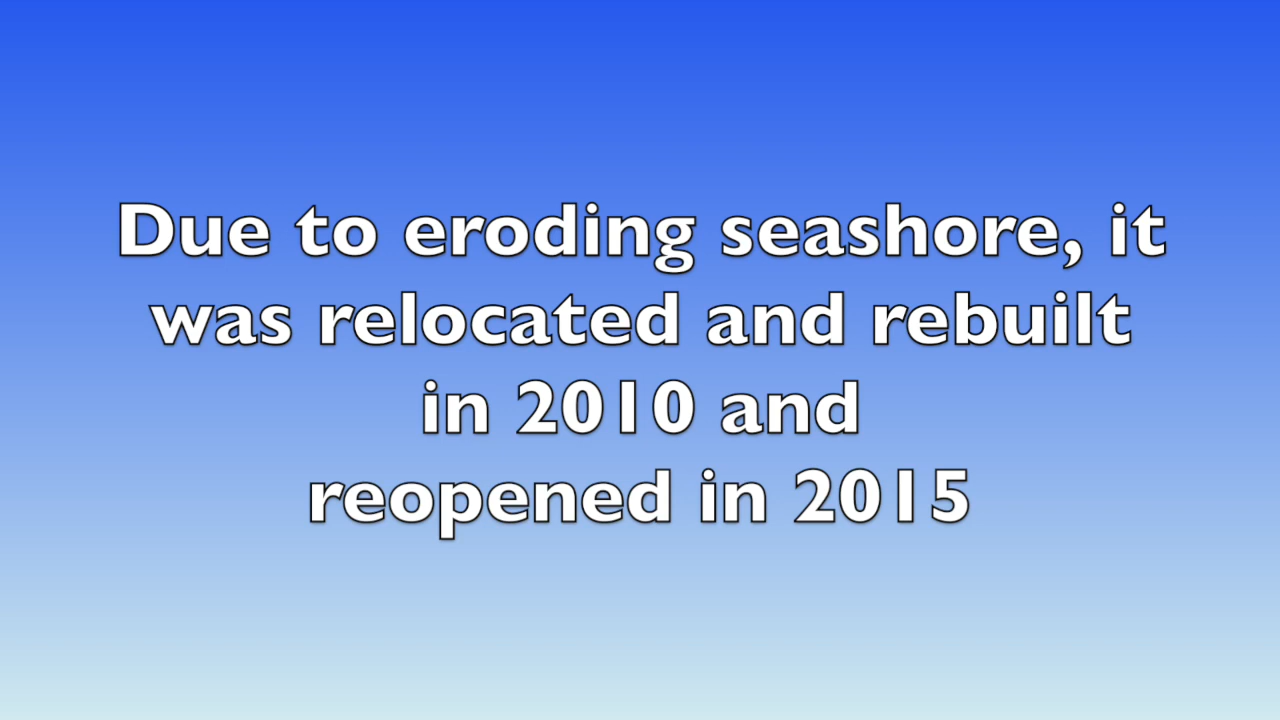 Due to eroding seashore, it
was relocated and rebuilt
in 2010 and
reopened in 2015